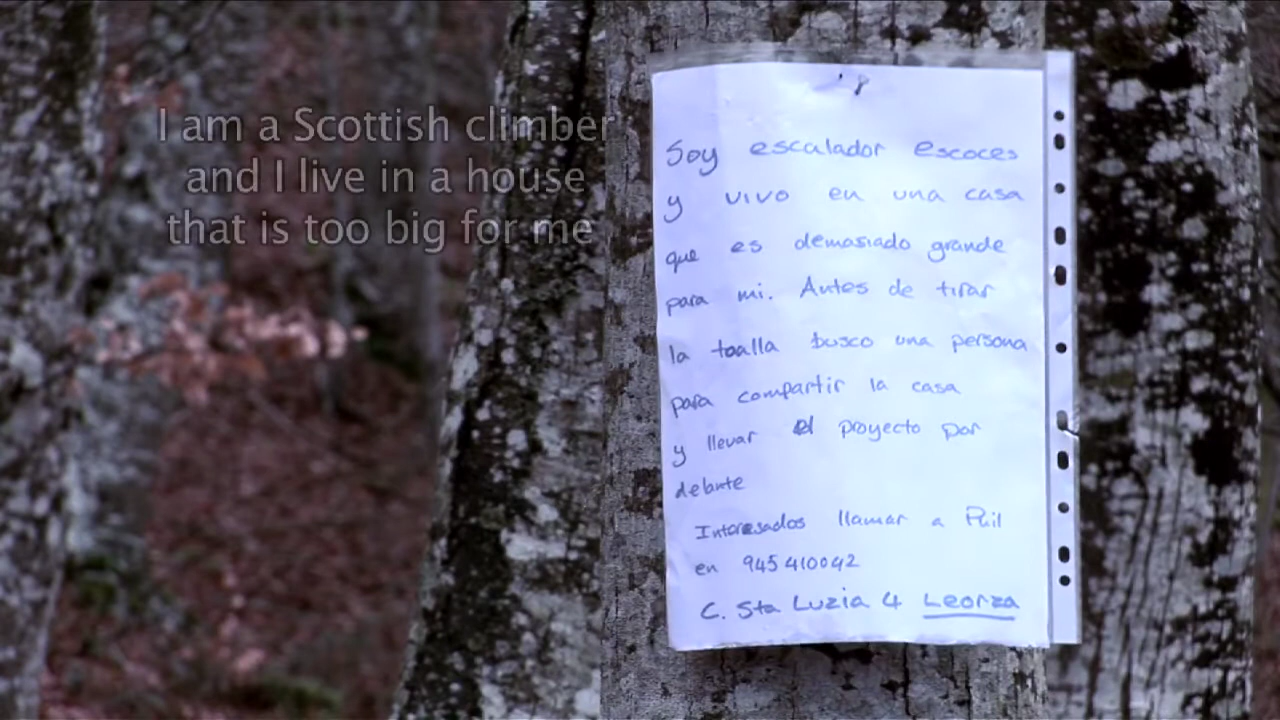 I am a Scottish climber
and I live in a house
that is too big for me
Soy escalador escoces
y vivo en una casa
que es demasiado grande
para mi. Antes de tirar
la toalla busco una persona
para compartir la casa
y llevar el proyecto por
delante
Interesados llamar a Phil
en 945 410042
C. Sta Luzia 4 Leorza